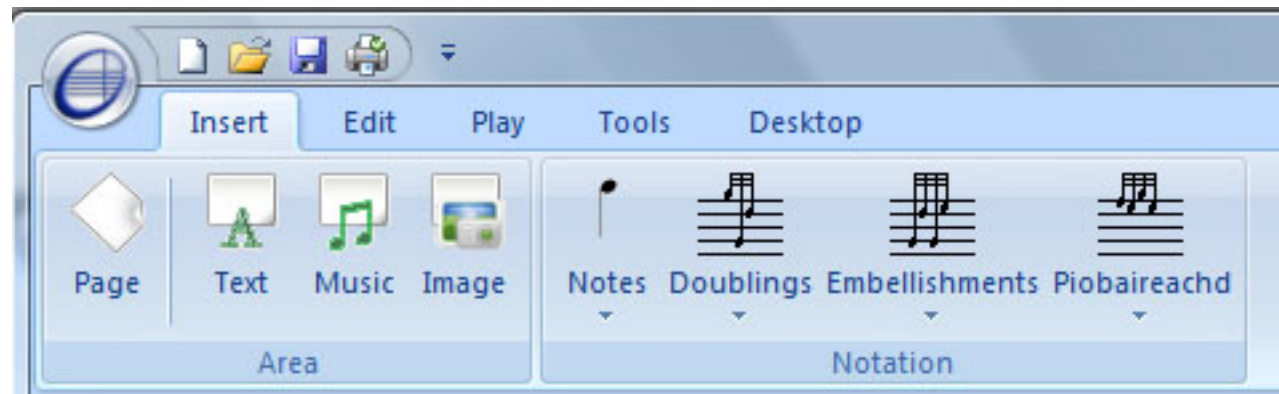 Insert Edit Play Tools Desktop
Page Text Music Image Notes Doublings Embellishments Piobaireachd
Area Notation